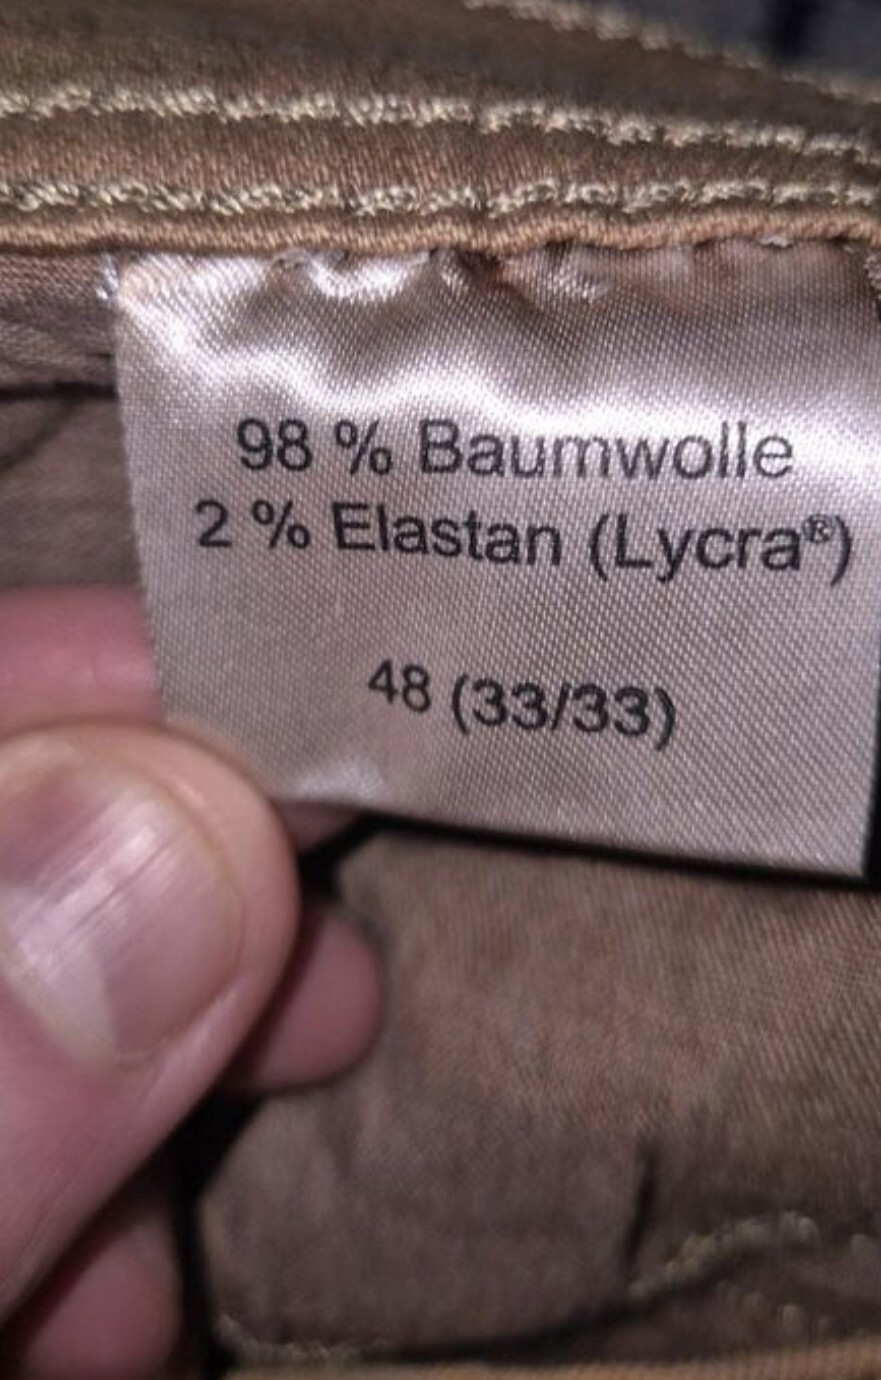 98 % Baumwolle
2 % Elastan (Lycra®)
48 (33/33)